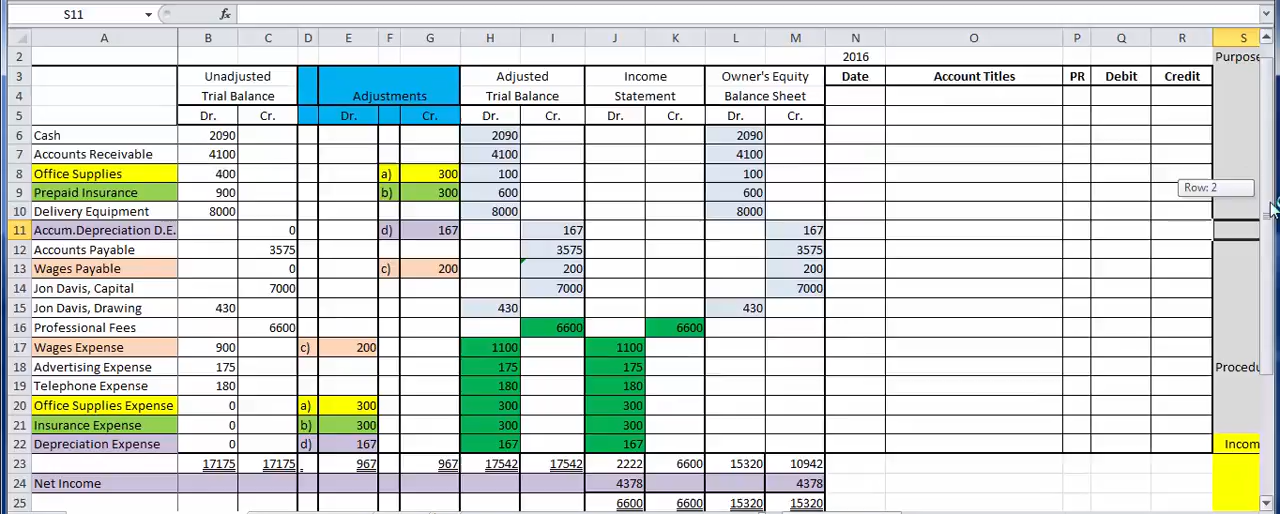 S11 fx
A B C D E F G H I J K L M N O P Q R S
2 2016 Purpose
3 Unadjusted Adjusted Income Owner's Equity Date Account Titles PR Debit Credit
4 Trial Balance Adjustments Trial Balance Statement Balance Sheet
5 Dr. Cr. Dr. Cr. Dr. Cr. Dr. Cr. Dr. Cr.
6 Cash 2090 2090 2090
7 Accounts Receivable 4100 4100 4100
8 Office Supplies 400 a) 300 100 100
9 Prepaid Insurance 900 b) 300 600 600 Row: 2
10 Delivery Equipment 8000 8000 8000
11 Accum.Depreciation D.E. 0 d) 167 167 167
12 Accounts Payable 3575 3575 3575
13 Wages Payable 0 c) 200 200 200
14 Jon Davis, Capital 7000 7000 7000
15 Jon Davis, Drawing 430 430 430
16 Professional Fees 6600 6600 6600
17 Wages Expense 900 c) 200 1100 1100
18 Advertising Expense 175 175 175 Procedu
19 Telephone Expense 180 180 180
20 Office Supplies Expense 0 a) 300 300 300
21 Insurance Expense 0 b) 300 300 300
22 Depreciation Expense 0 d) 167 167 167 Incom
23 17175 17175 . 967 967 17542 17542 2222 6600 15320 10942
24 Net Income 4378 4378
25 6600 6600 15320 15320